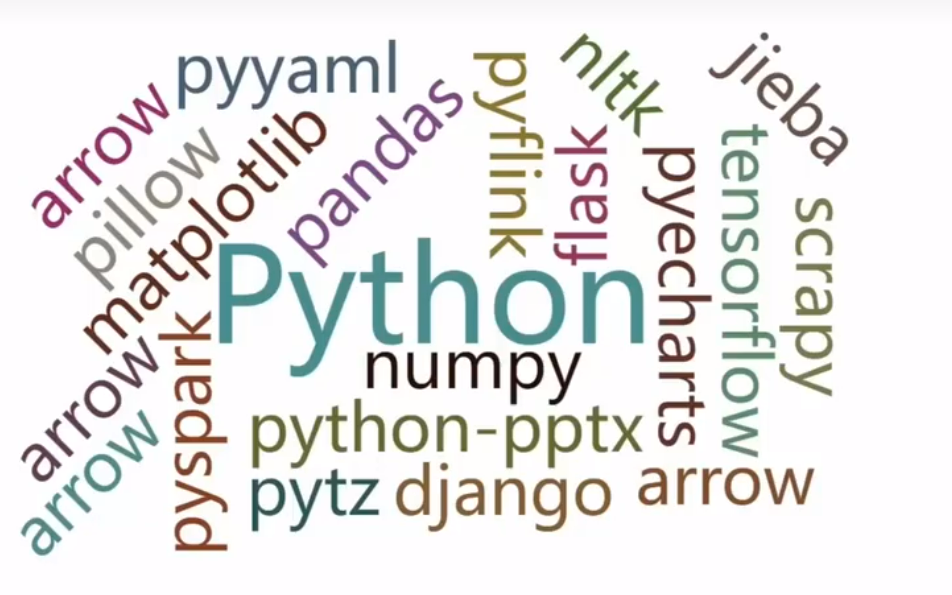 pyyaml
arrow
pillow
matplotlib
pandas
pyflink
nltk
jieba
flask
pyecharts
tensorflow
scrapy
Python
numpy
arrow
arrow
pyspark
python-pptx
pytz
django
arrow